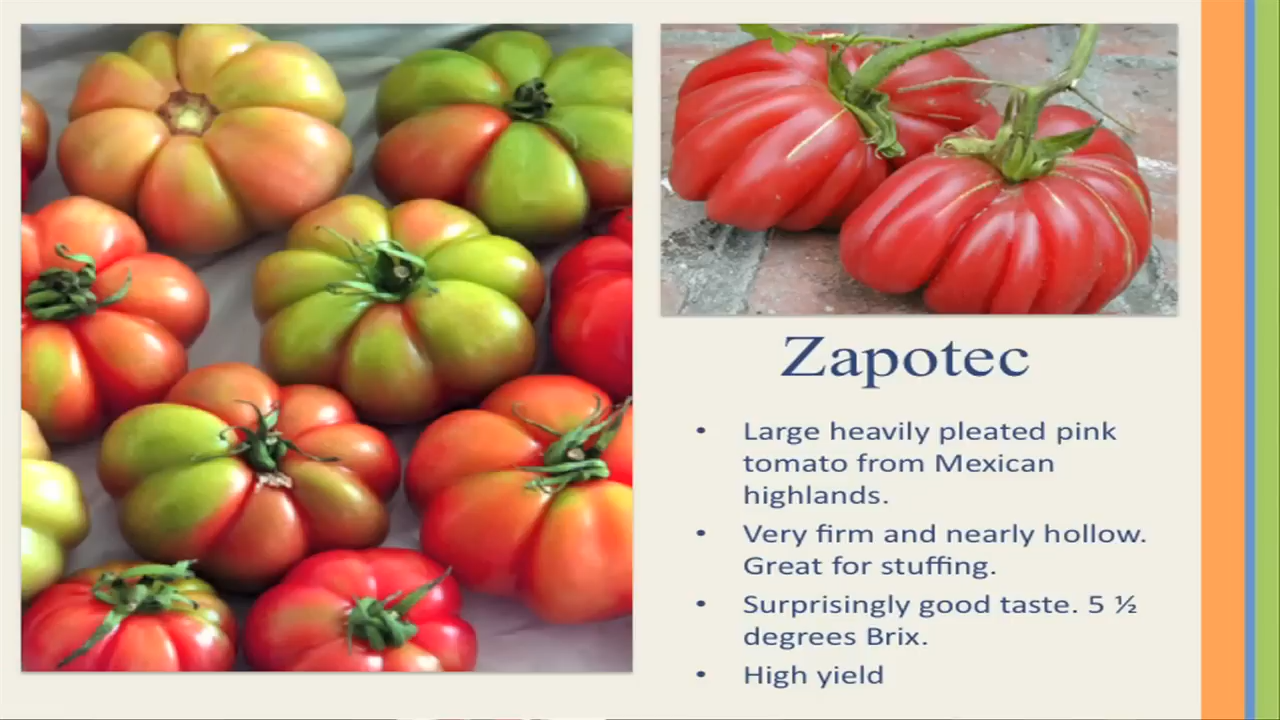 Zapotec
• Large heavily pleated pink
tomato from Mexican
highlands.
• Very firm and nearly hollow.
Great for stuffing.
• Surprisingly good taste. 5 ½
degrees Brix.
• High yield